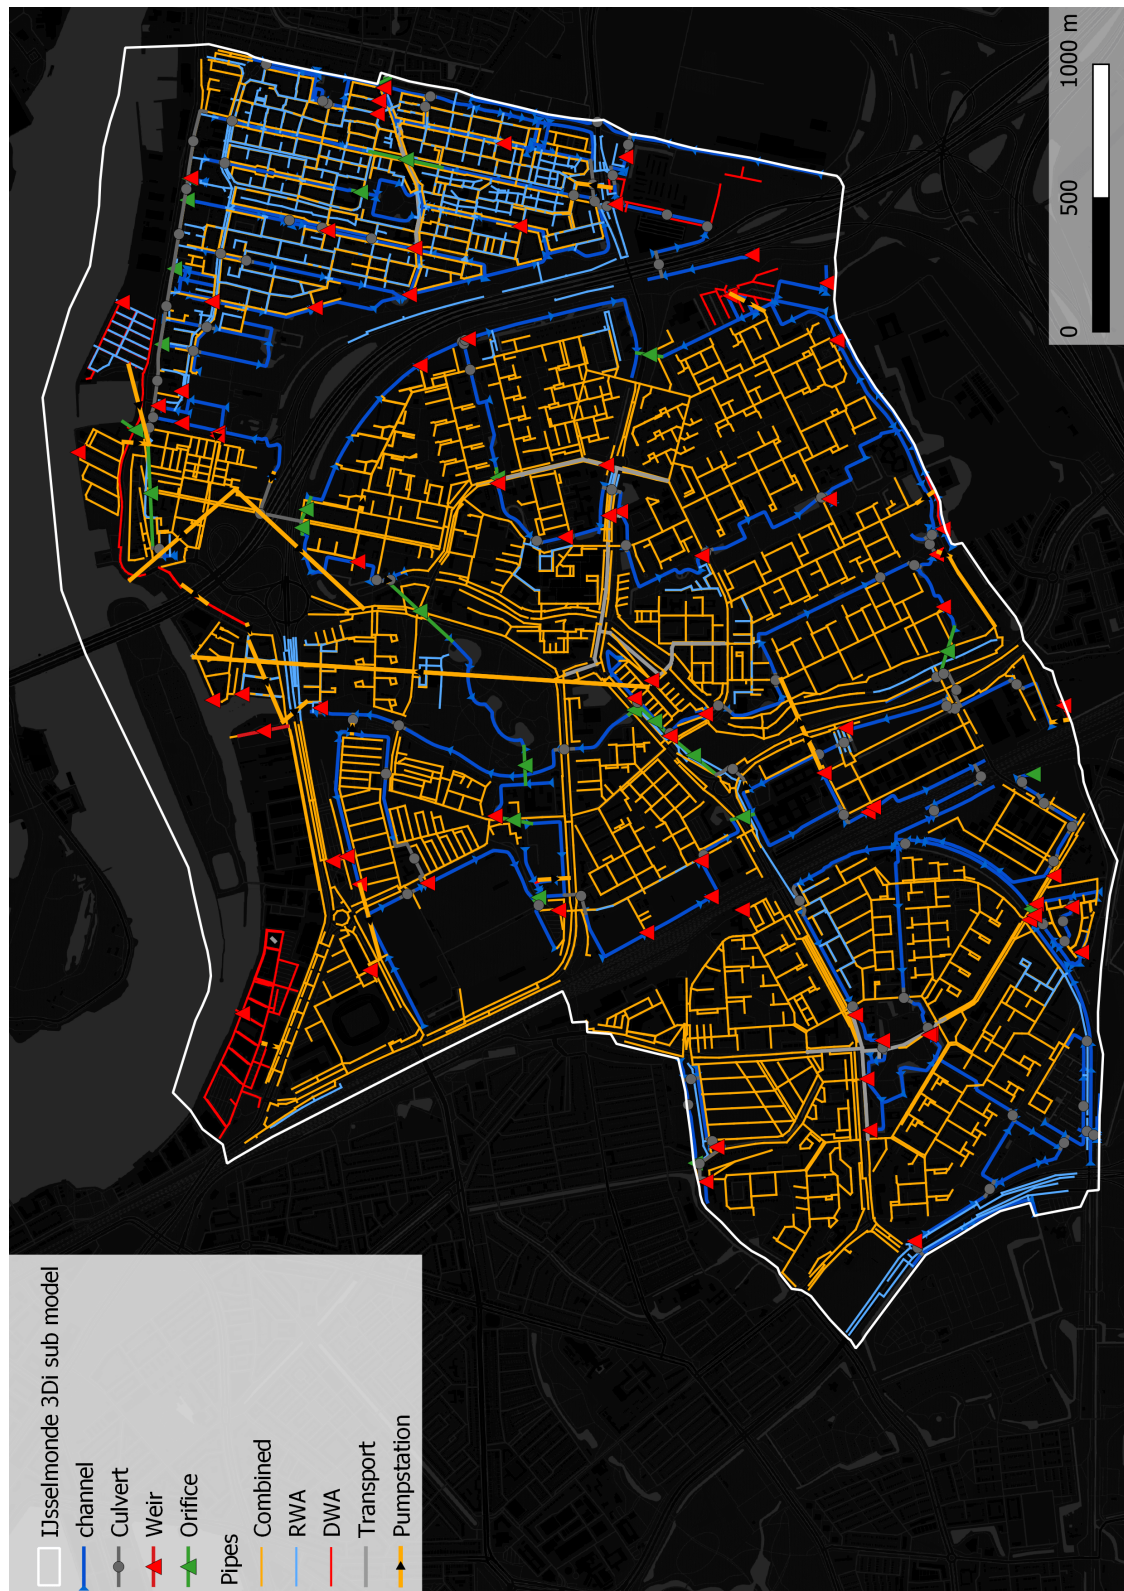 IJsselmonde 3Di sub model
channel
Culvert
Weir
Orifice
Pipes
Combined
RWA
DWA
Transport
Pumpstation
0 500 1000 m